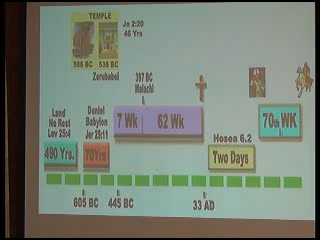 TEMPLE
586 BC
536 BC
Zarubabel
Jn 2:20
46 Yrs
Land
No Rest
Lev 25:4
490 Yrs.
Daniel
Babylon
Jer 25:11
70Yrs
397 BC
Malachi
7 Wk
62 Wk
Hosea 6.2
Two Days
70th WK
605 BC
445 BC
33 AD